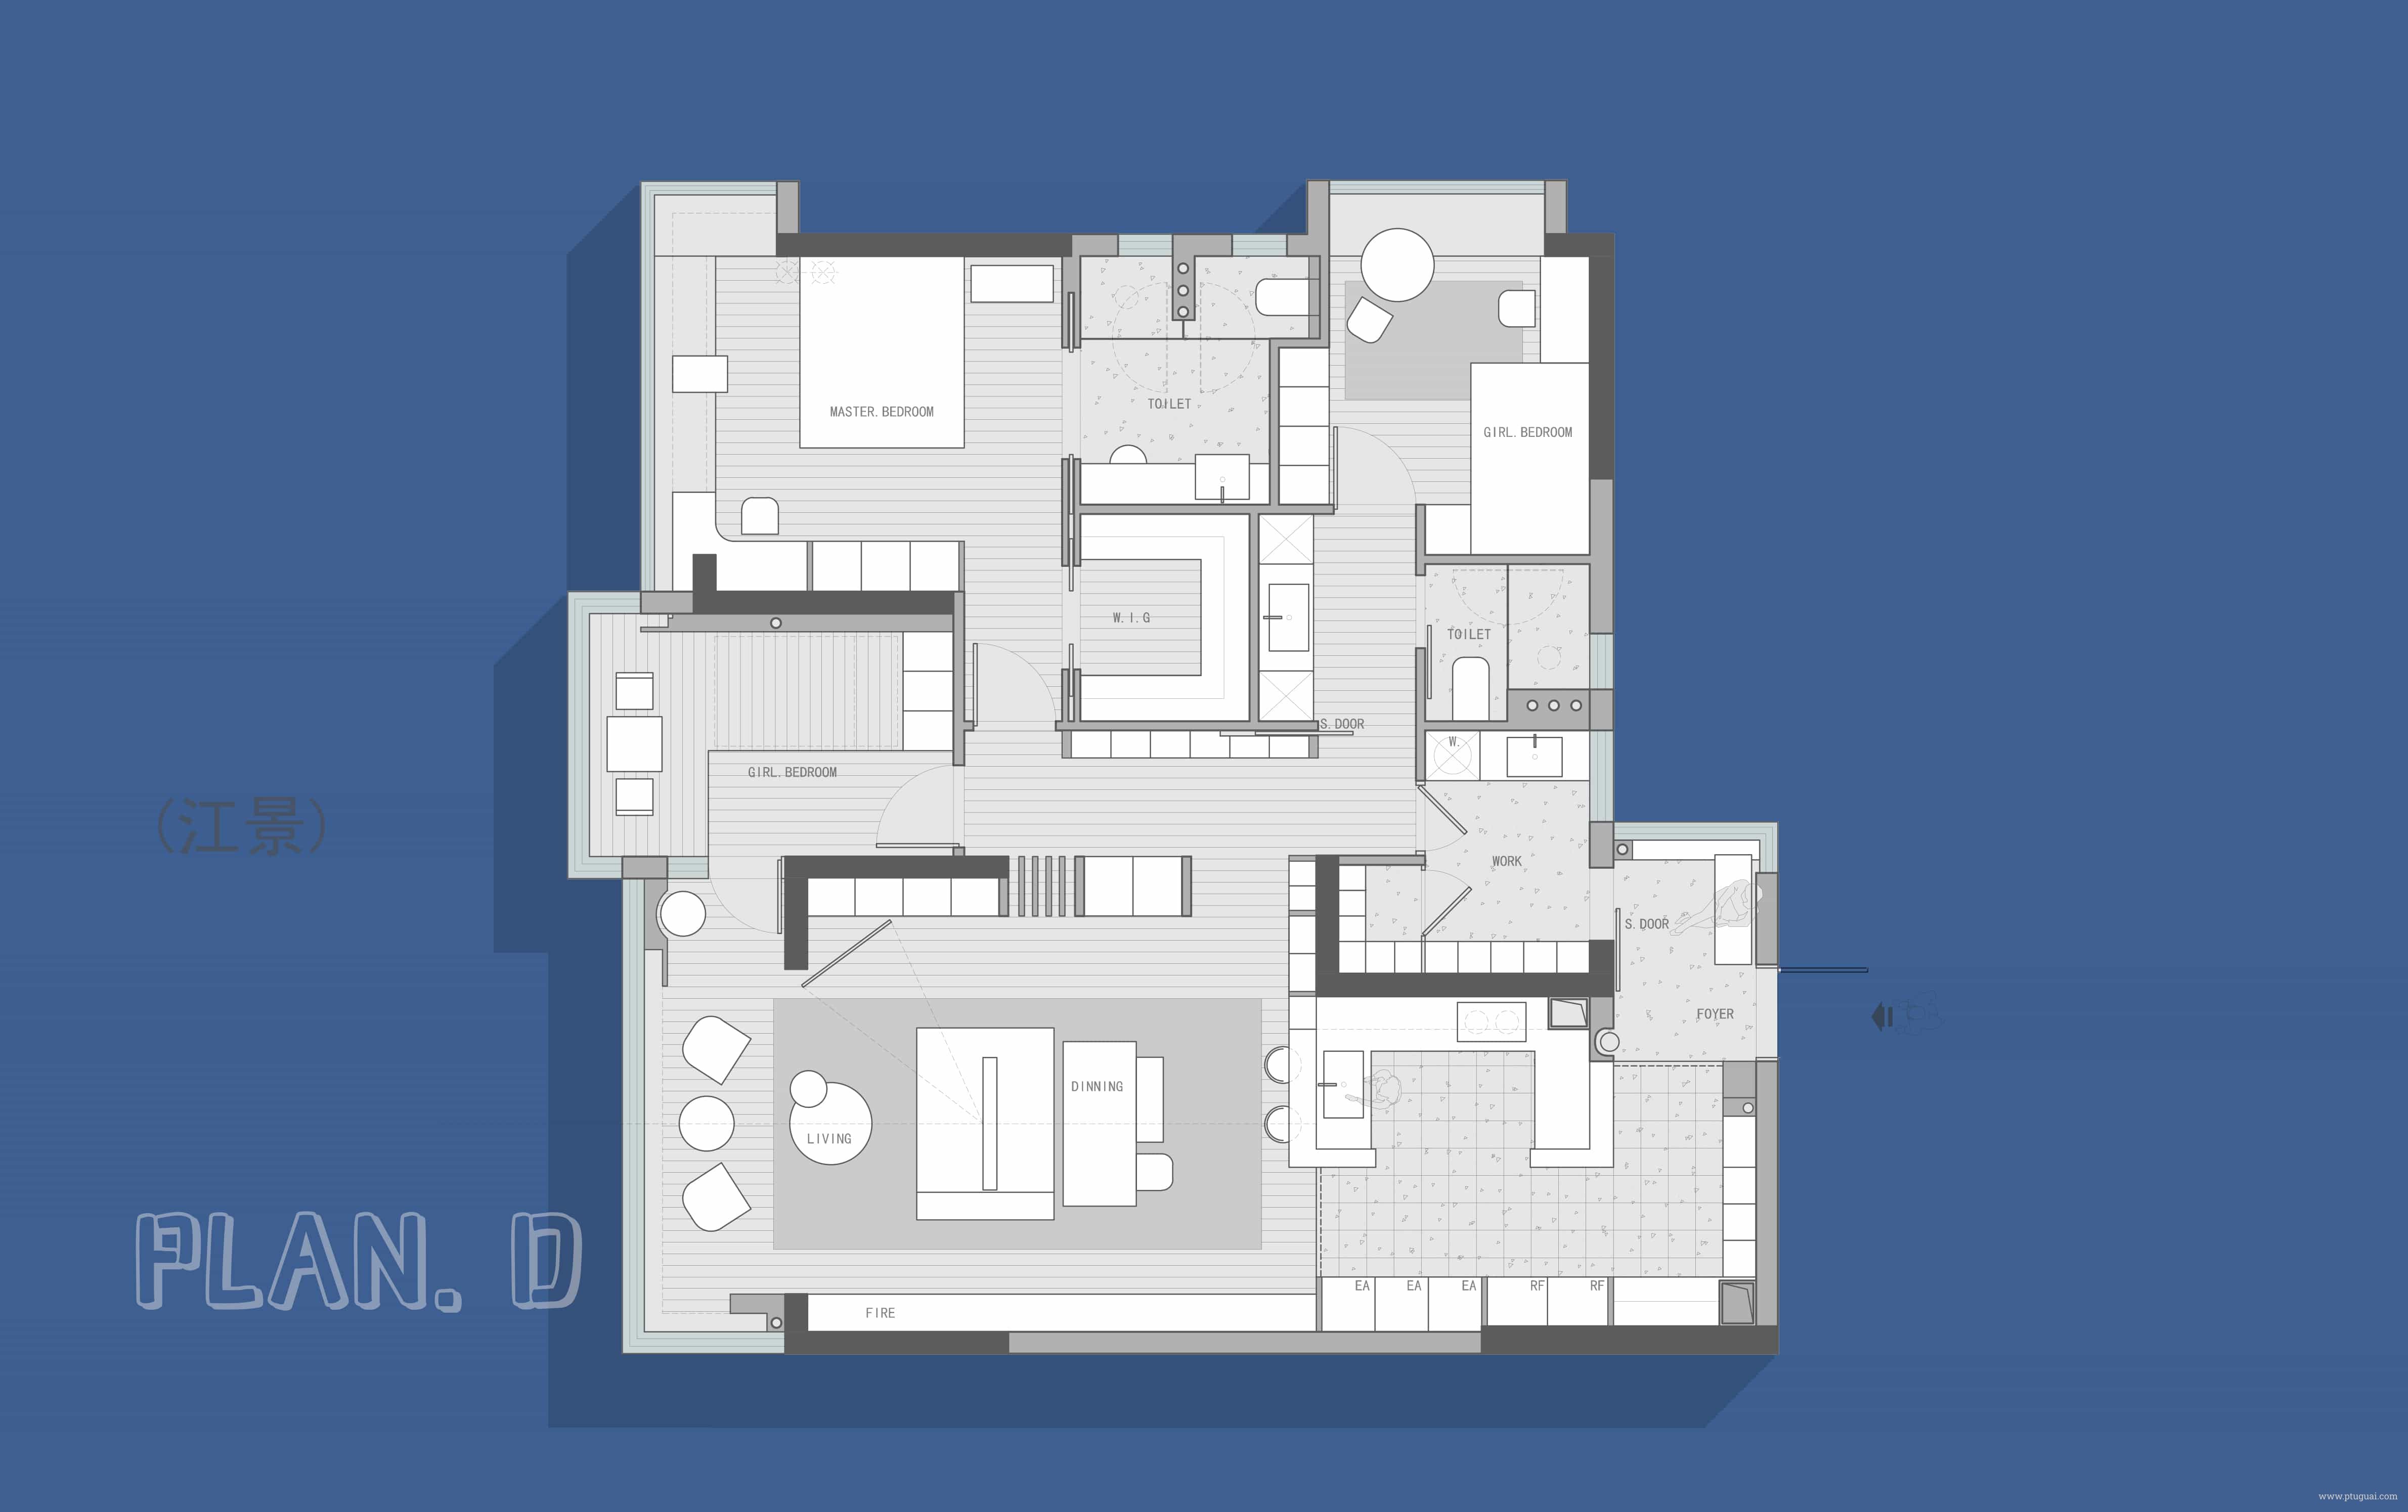 MASTER. BEDROOM
TOILET
GIRL. BEDROOM
W. I. G
TOILET
S. DOOR
W.
GIRL. BEDROOM
(江景)
WORK
S. DOOR
FOYER
DINNING
LIVING
PLAN. D
EA
EA
EA
RF
RF
FIRE
www.ptuguai.com